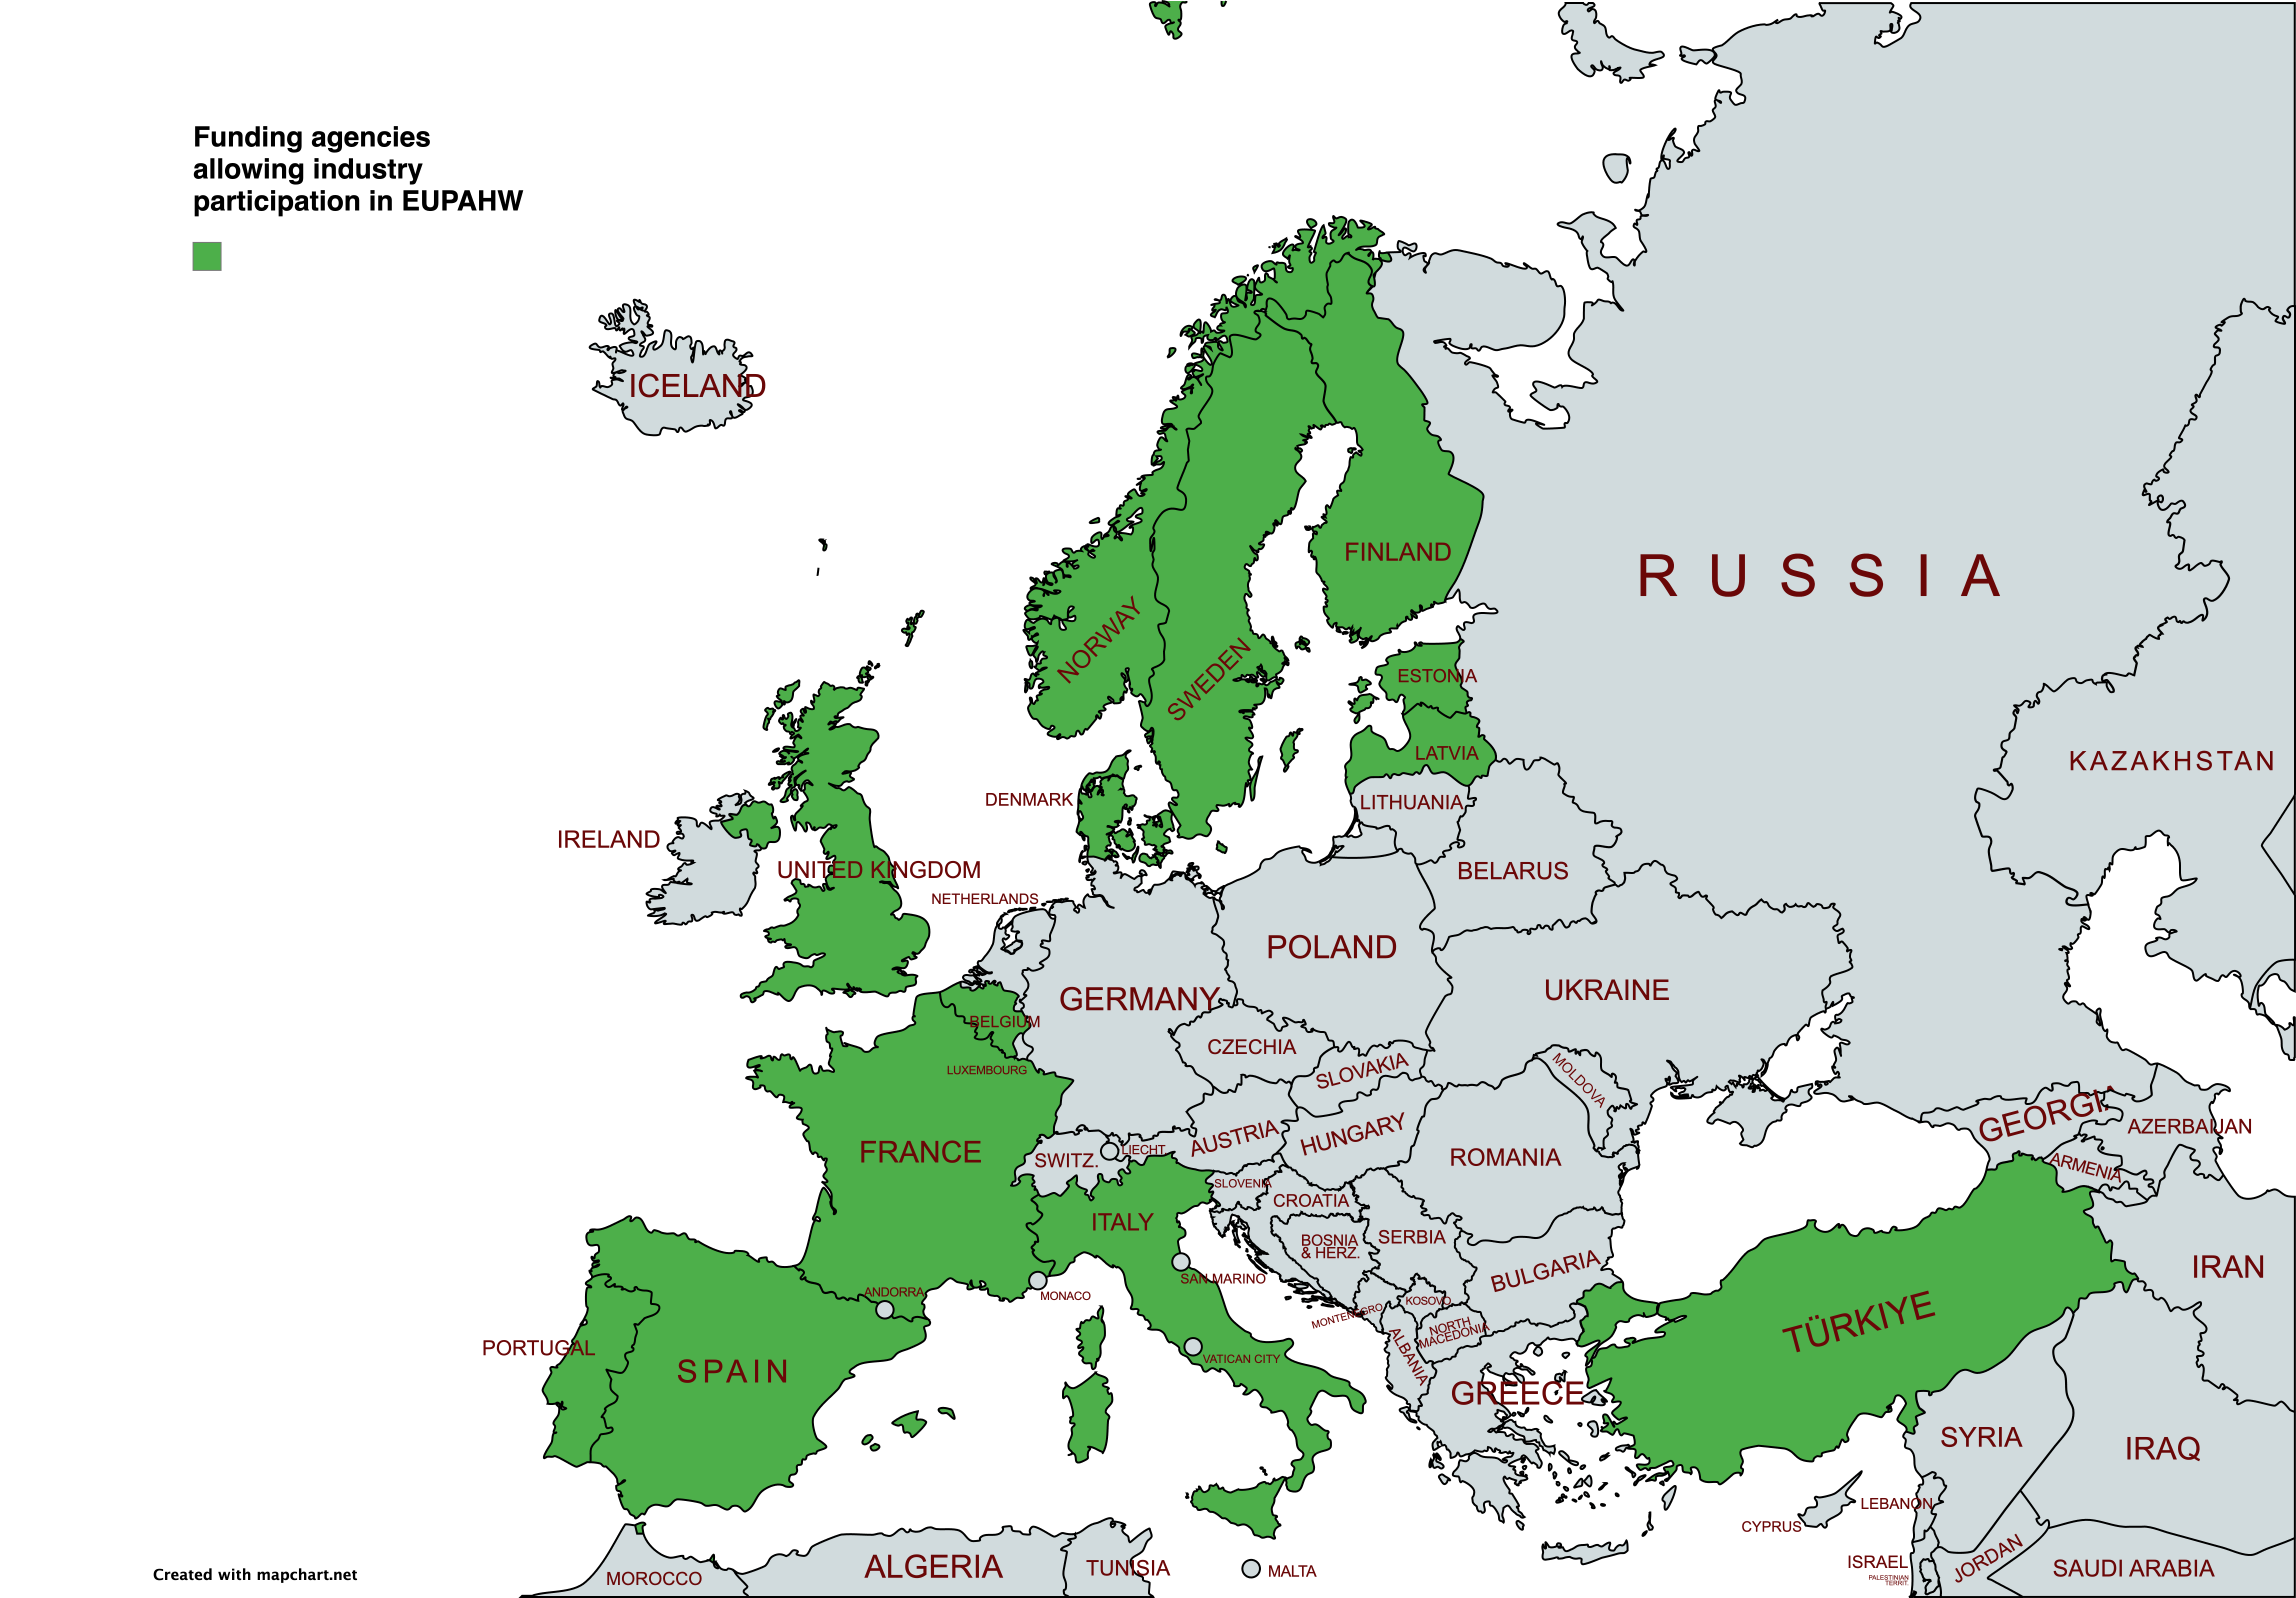 Funding agencies
allowing industry
participation in EUPAHW
ICELAND
RUSSIA
FINLAND
NORWAY
SWEDEN
ESTONIA
LATVIA
KAZAKHSTAN
DENMARK
LITHUANIA
IRELAND
UNITED KINGDOM
BELARUS
NETHERLANDS
POLAND
GERMANY
UKRAINE
BELGIUM
CZECHIA
LUXEMBOURG
SLOVAKIA
MOLDOVA
FRANCE
SWITZ.
LIECHT.
AUSTRIA
HUNGARY
ROMANIA
GEORGIA
AZERBAIJAN
ARMENIA
SLOVENIA
CROATIA
ITALY
BOSNIA
& HERZ.
SERBIA
BULGARIA
IRAN
SAN MARINO
ANDORRA
MONACO
MONTENEGRO
KOSOVO
NORTH
MACEDONIA
TÜRKIYE
PORTUGAL
SPAIN
VATICAN CITY
ALBANIA
GREECE
SYRIA
IRAQ
LEBANON
CYPRUS
ISRAEL
PALESTINIAN
TERRIT.
JORDAN
SAUDI ARABIA
MOROCCO
ALGERIA
TUNISIA
MALTA
Created with mapchart.net